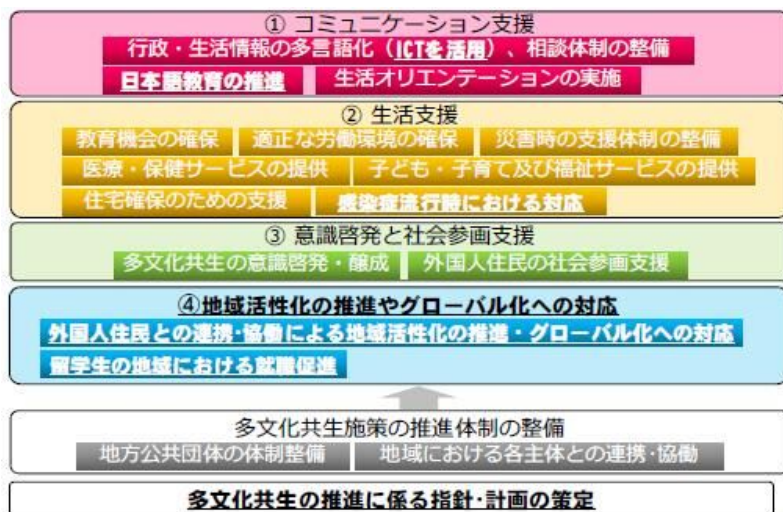 ① コミュニケーション支援
行政・生活情報の多言語化（ICTを活用）、相談体制の整備
日本語教育の推進 生活オリエンテーションの実施
② 生活支援
教育機会の確保 適正な労働環境の確保 災害時の支援体制の整備
医療・保健サービスの提供 子ども・子育て及び福祉サービスの提供
住宅確保のための支援 感染症流行時における対応
③ 意識啓発と社会参画支援
多文化共生の意識啓発・醸成 外国人住民の社会参画支援
④地域活性化の推進やグローバル化への対応
外国人住民との連携・協働による地域活性化の推進・グローバル化への対応
留学生の地域における就職促進
多文化共生施策の推進体制の整備
地方公共団体の体制整備 地域における各主体との連携・協働
多文化共生の推進に係る指針・計画の策定